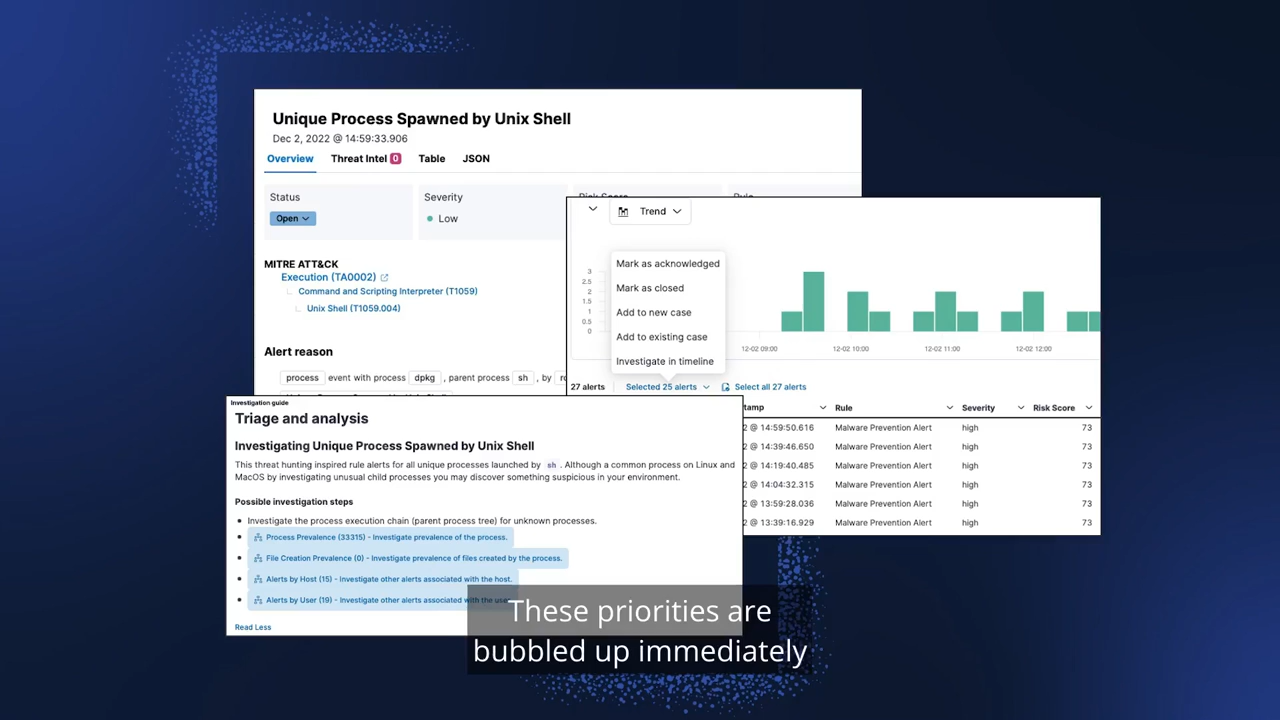 Unique Process Spawned by Unix Shell
Dec 2, 2022 @ 14:59:33.906
Overview Threat Intel 0 Table JSON
Status
Open
Severity
Low
MITRE ATT&CK
Execution (TA0002)
Command and Scripting Interpreter (T1059)
Unix Shell (T1059.004)
Alert reason
process event with process dpkg , parent process sh , by
Trend
Mark as acknowledged
Mark as closed
Add to new case
Add to existing case
Investigate in timeline
3
2.5
2
1.5
1
0.5
0
12-02 09:00 12-02 10:00 12-02 11:00 12-02 12:00
27 alerts Selected 25 alerts Select all 27 alerts
Rule Severity Risk Score
2 @ 14:59:50.616 Malware Prevention Alert high 73
2 @ 14:39:46.650 Malware Prevention Alert high 73
2 @ 14:19:40.485 Malware Prevention Alert high 73
2 @ 14:04:32.315 Malware Prevention Alert high 73
2 @ 13:59:28.036 Malware Prevention Alert high 73
2 @ 13:39:16.929 Malware Prevention Alert high 73
Investigation guide
Triage and analysis
Investigating Unique Process Spawned by Unix Shell
This threat hunting inspired rule alerts for all unique processes launched by sh . Although a common process on Linux and
MacOS by investigating unusual child processes you may discover something suspicious in your environment.
Possible investigation steps
Investigate the process execution chain (parent process tree) for unknown processes.
Process Prevalence (33315) - Investigate prevalence of the process.
File Creation Prevalence (0) - Investigate prevalence of files created by the process.
Alerts by Host (15) - Investigate other alerts associated with the host.
Alerts by User (19) - Investigate other alerts associated with the user.
Read Less
These priorities are
bubbled up immediately